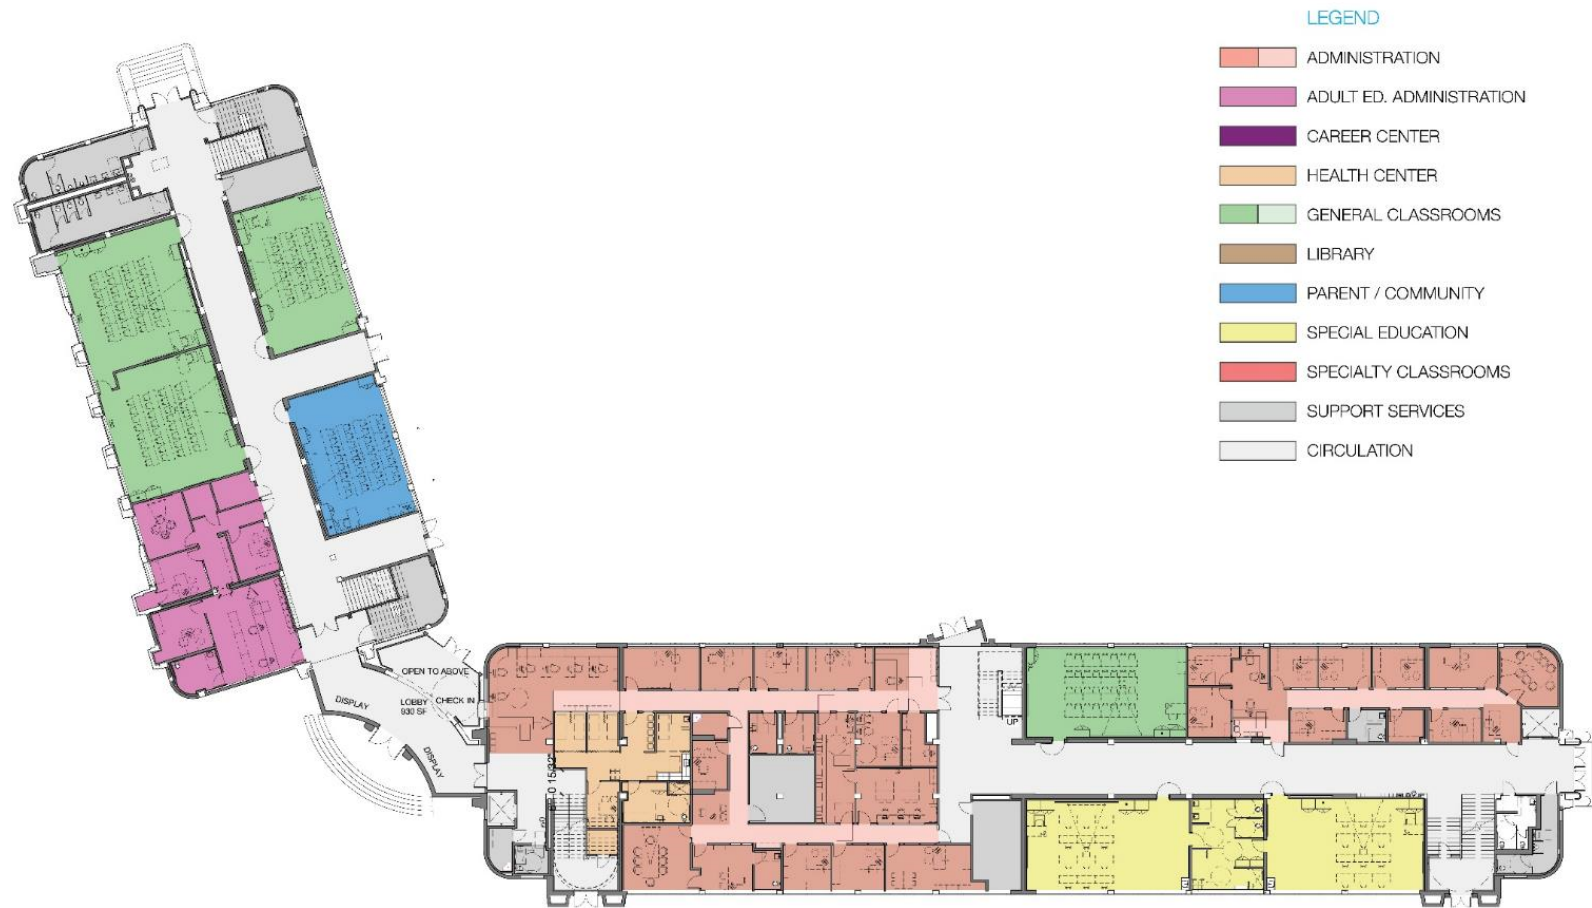 LEGEND
ADMINISTRATION
ADULT ED. ADMINISTRATION
CAREER CENTER
HEALTH CENTER
GENERAL CLASSROOMS
LIBRARY
PARENT / COMMUNITY
SPECIAL EDUCATION
SPECIALTY CLASSROOMS
SUPPORT SERVICES
CIRCULATION
OPEN TO ABOVE
DISPLAY
LOBBY
930 SF
CHECK IN
DISPLAY
UP